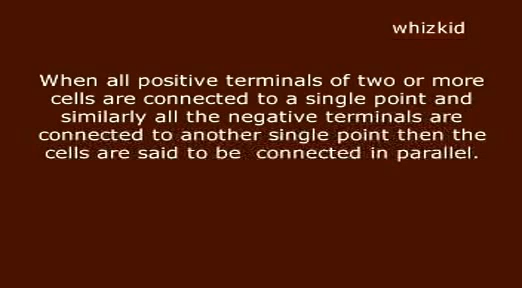 whizkid
When all positive terminals of two or more
cells are connected to a single point and
similarly all the negative terminals are
connected to another single point then the
cells are said to be  connected in parallel.